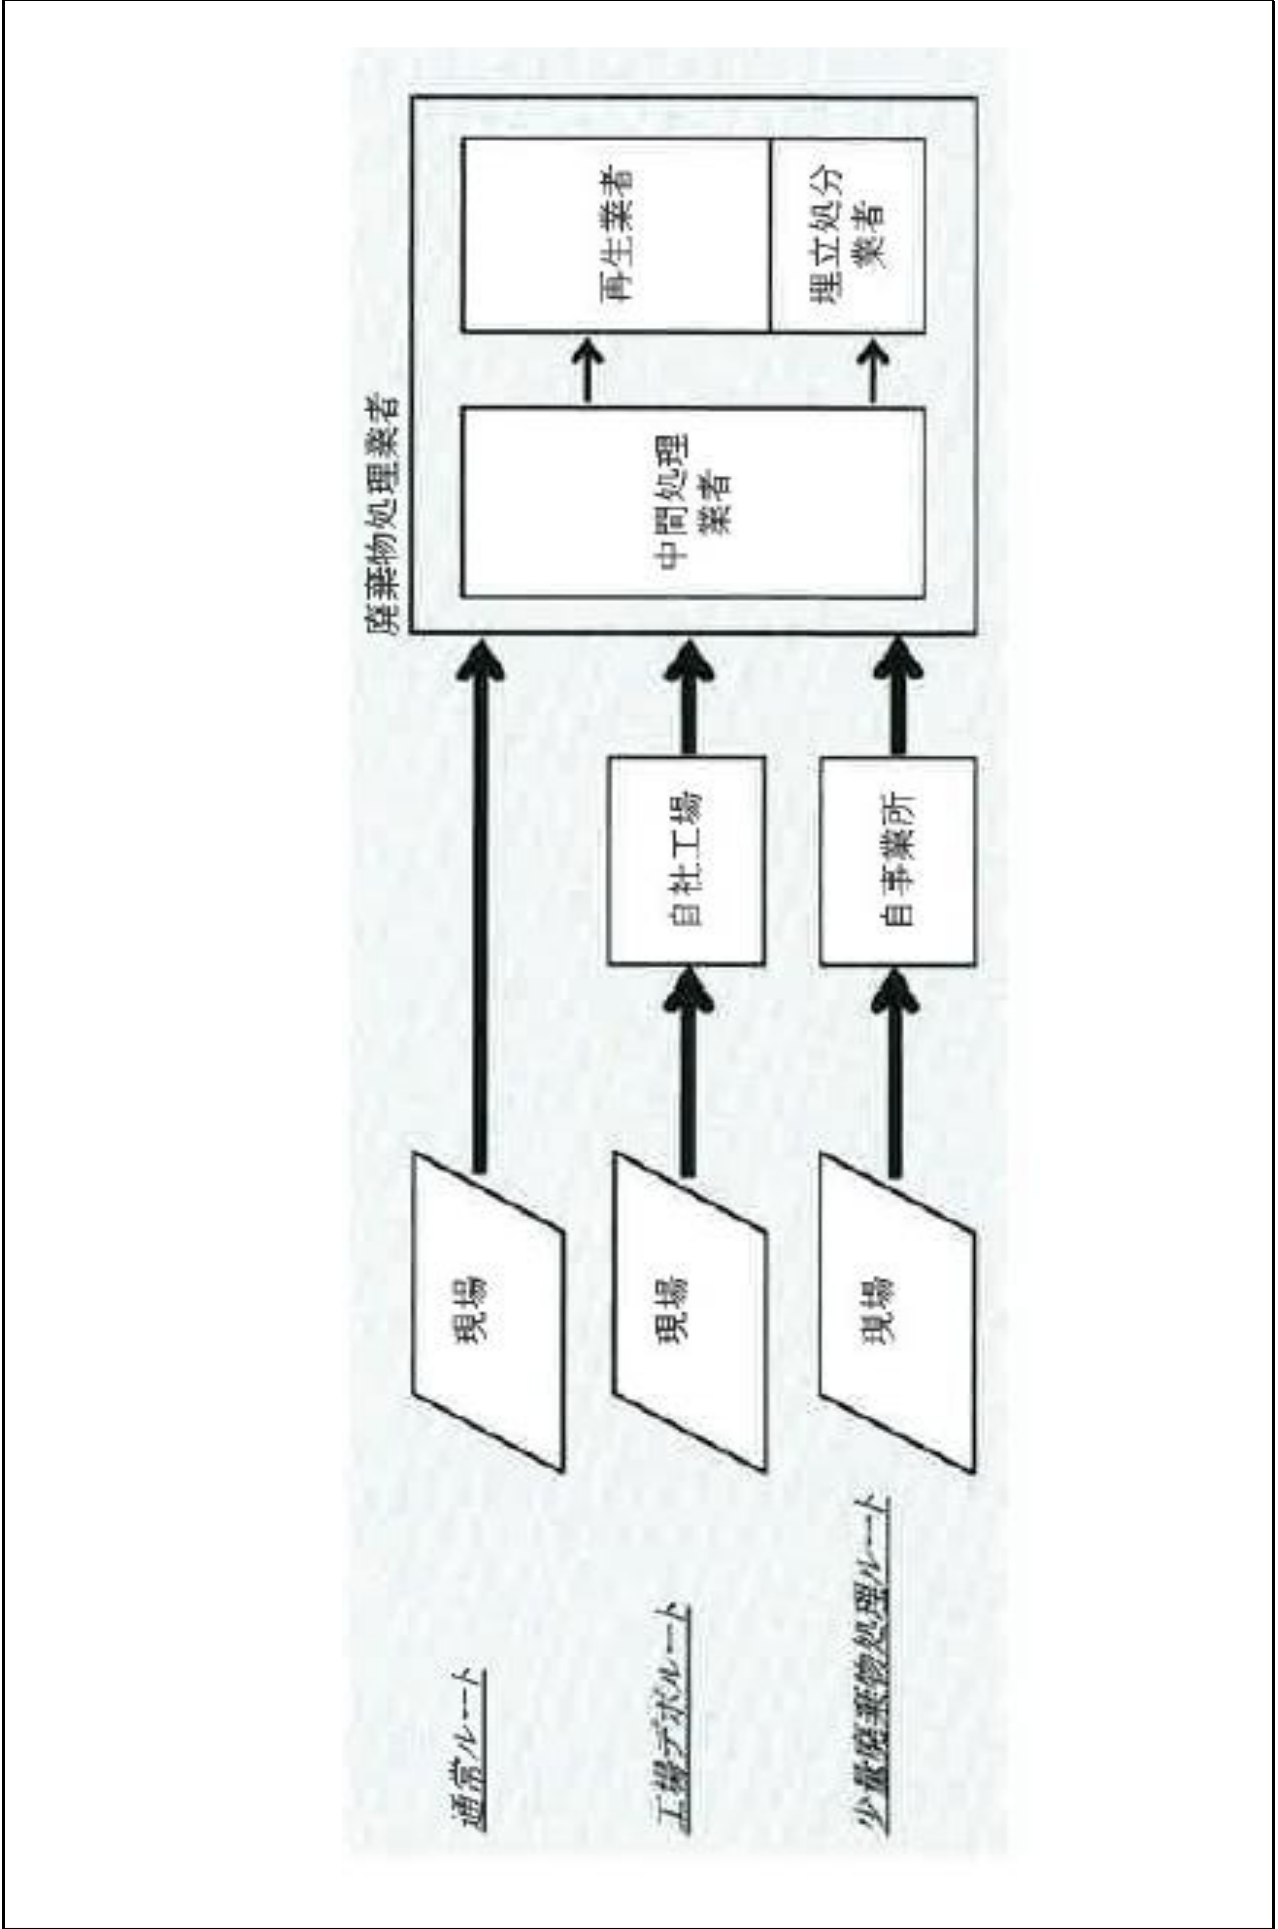 廃棄物処理業者
通常ルート
現場
中間処理
業者
再生業者
工場デポルート
現場
自社工場
埋立処分
業者
少量廃棄物処理ルート
現場
自事業所